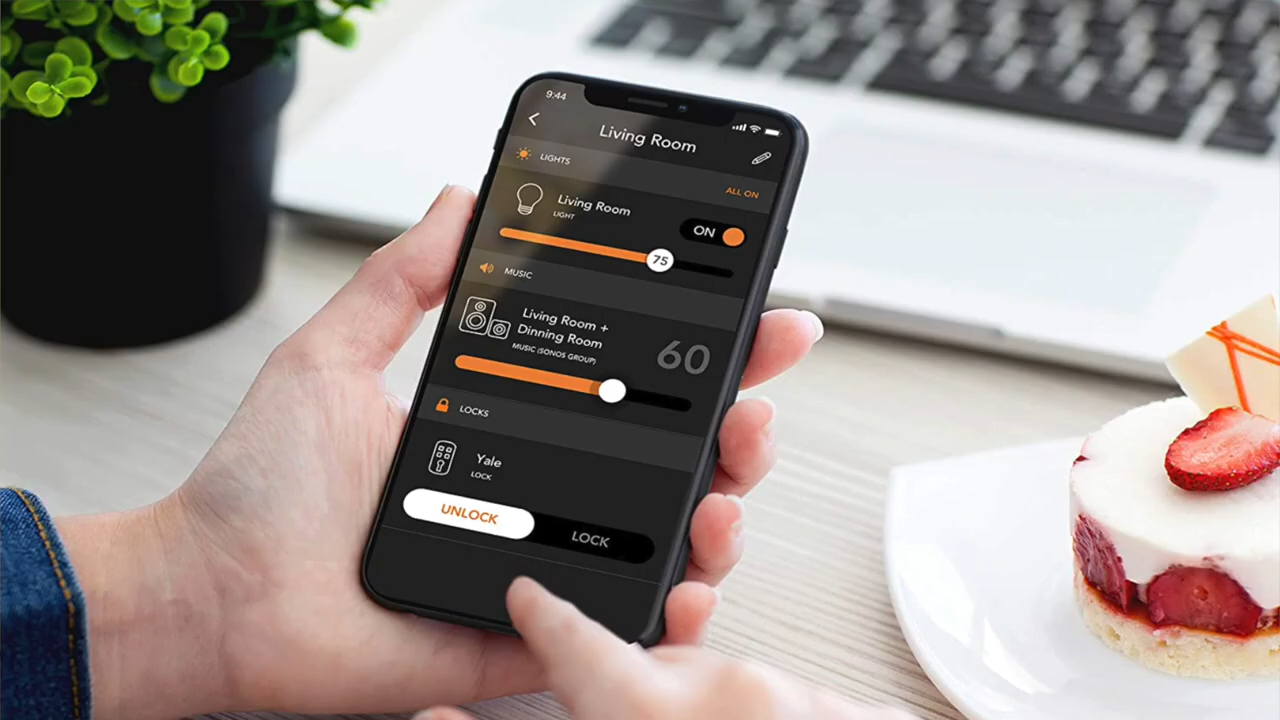 9:44
Living Room
LIGHTS
ALL ON
Living Room
LIGHT
ON
75
MUSIC
Living Room +
Dinning Room
MUSIC (SONOS GROUP)
60
LOCKS
Yale
LOCK
UNLOCK
LOCK